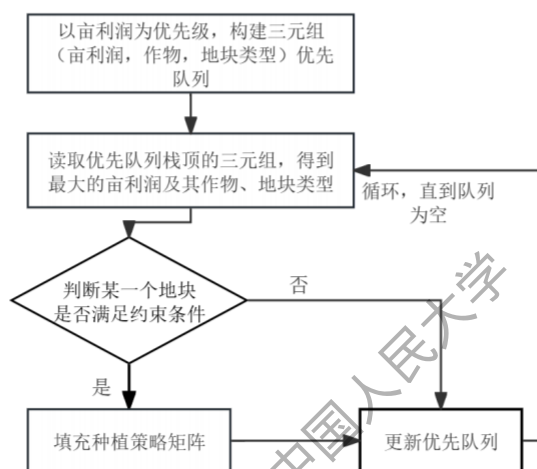 以亩利润为优先级，构建三元组
（亩利润，作物，地块类型）优先
队列
读取优先队列栈顶的三元组，得到
最大的亩利润及其作物、地块类型
循环，直到队列
为空
判断某一个地块
是否满足约束条件
否
是
填充种植策略矩阵
更新优先队列
中国人民大学